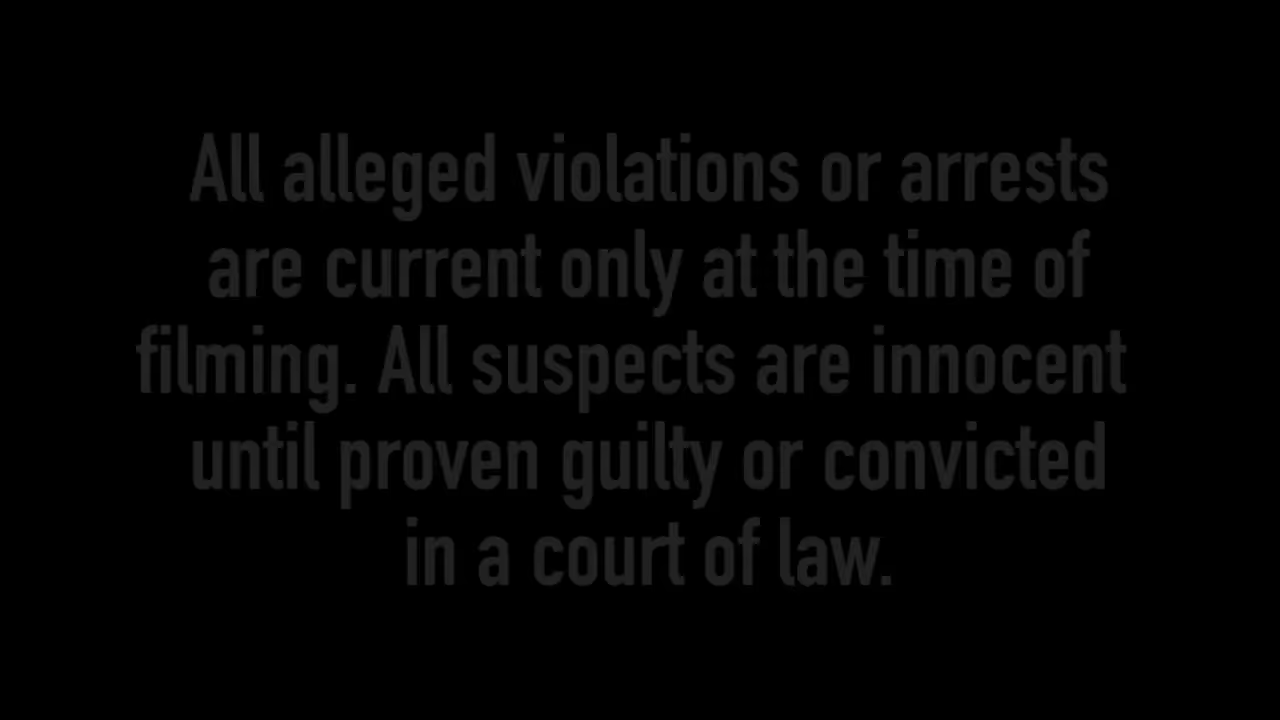 All alleged violations or arrests
are current only at the time of
filming. All suspects are innocent
until proven guilty or convicted
in a court of law.